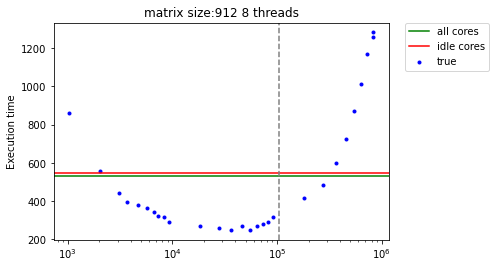 matrix size:912 8 threads
all cores
idle cores
true
Execution time
1200
1000
800
600
400
200
10³ 10⁴ 10⁵ 10⁶